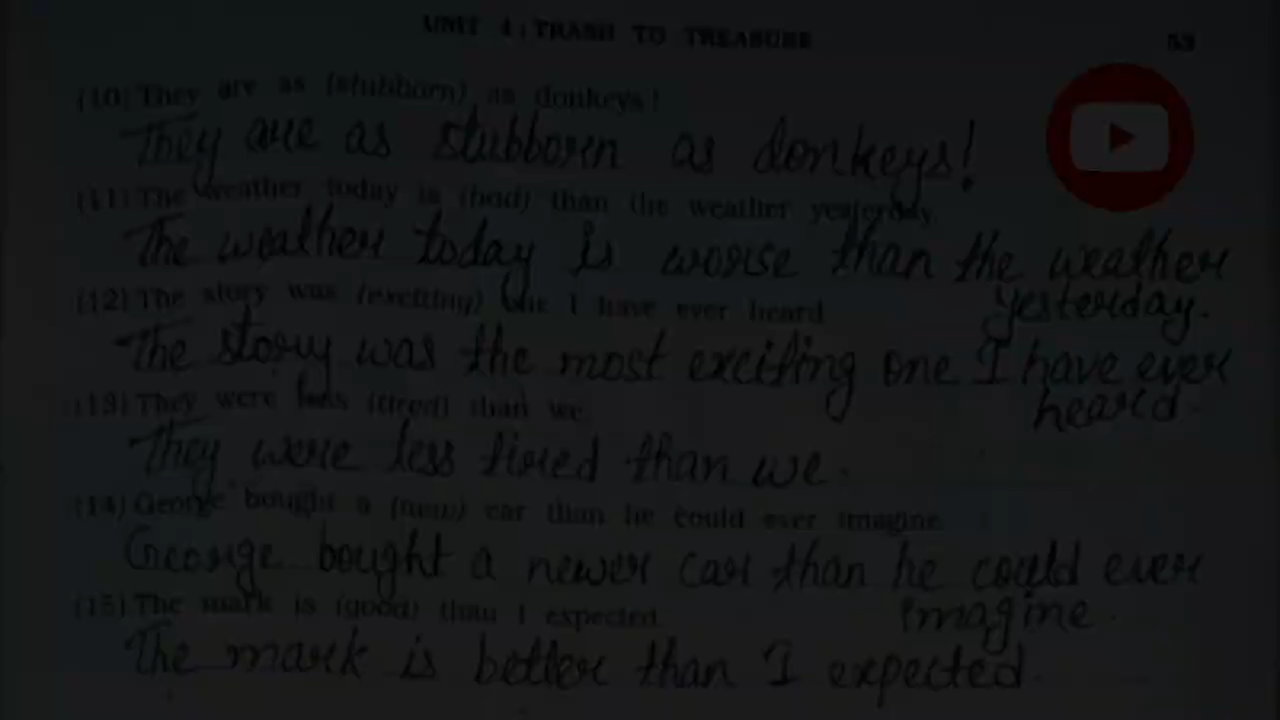 UNIT 4 : TRASH TO TREASURE 53
(10) They are as (stubborn) as donkeys!
They are as stubborn as donkeys!
(11) The weather today is (bad) than the weather yesterday.
The weather today is worse than the weather
yesterday.
(12) The story was (exciting) one I have ever heard.
The story was the most exciting one I have ever
heard.
(13) They were less (tired) than we.
They were less tired than we.
(14) George bought a (new) car than he could ever imagine.
George bought a newer car than he could ever
imagine.
(15) The mark is (good) than I expected.
The mark is better than I expected.